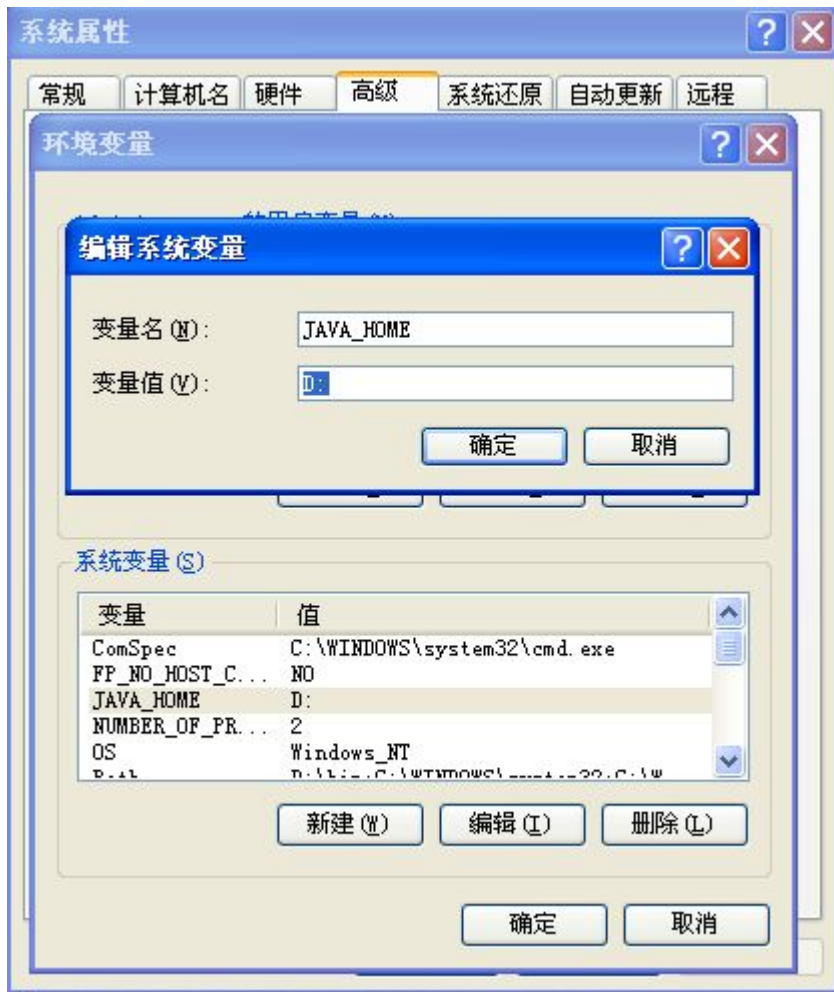 系统属性
常规 计算机名 硬件 高级 系统还原 自动更新 远程
环境变量
编辑系统变量
变量名(N): JAVA_HOME
变量值(V): D:
确定 取消
系统变量(S)
变量 值
ComSpec C:\WINDOWS\system32\cmd.exe
FP_NO_HOST_C... NO
JAVA_HOME D:
NUMBER_OF_PR... 2
OS Windows_NT
新建(W) 编辑(I) 删除(L)
确定 取消